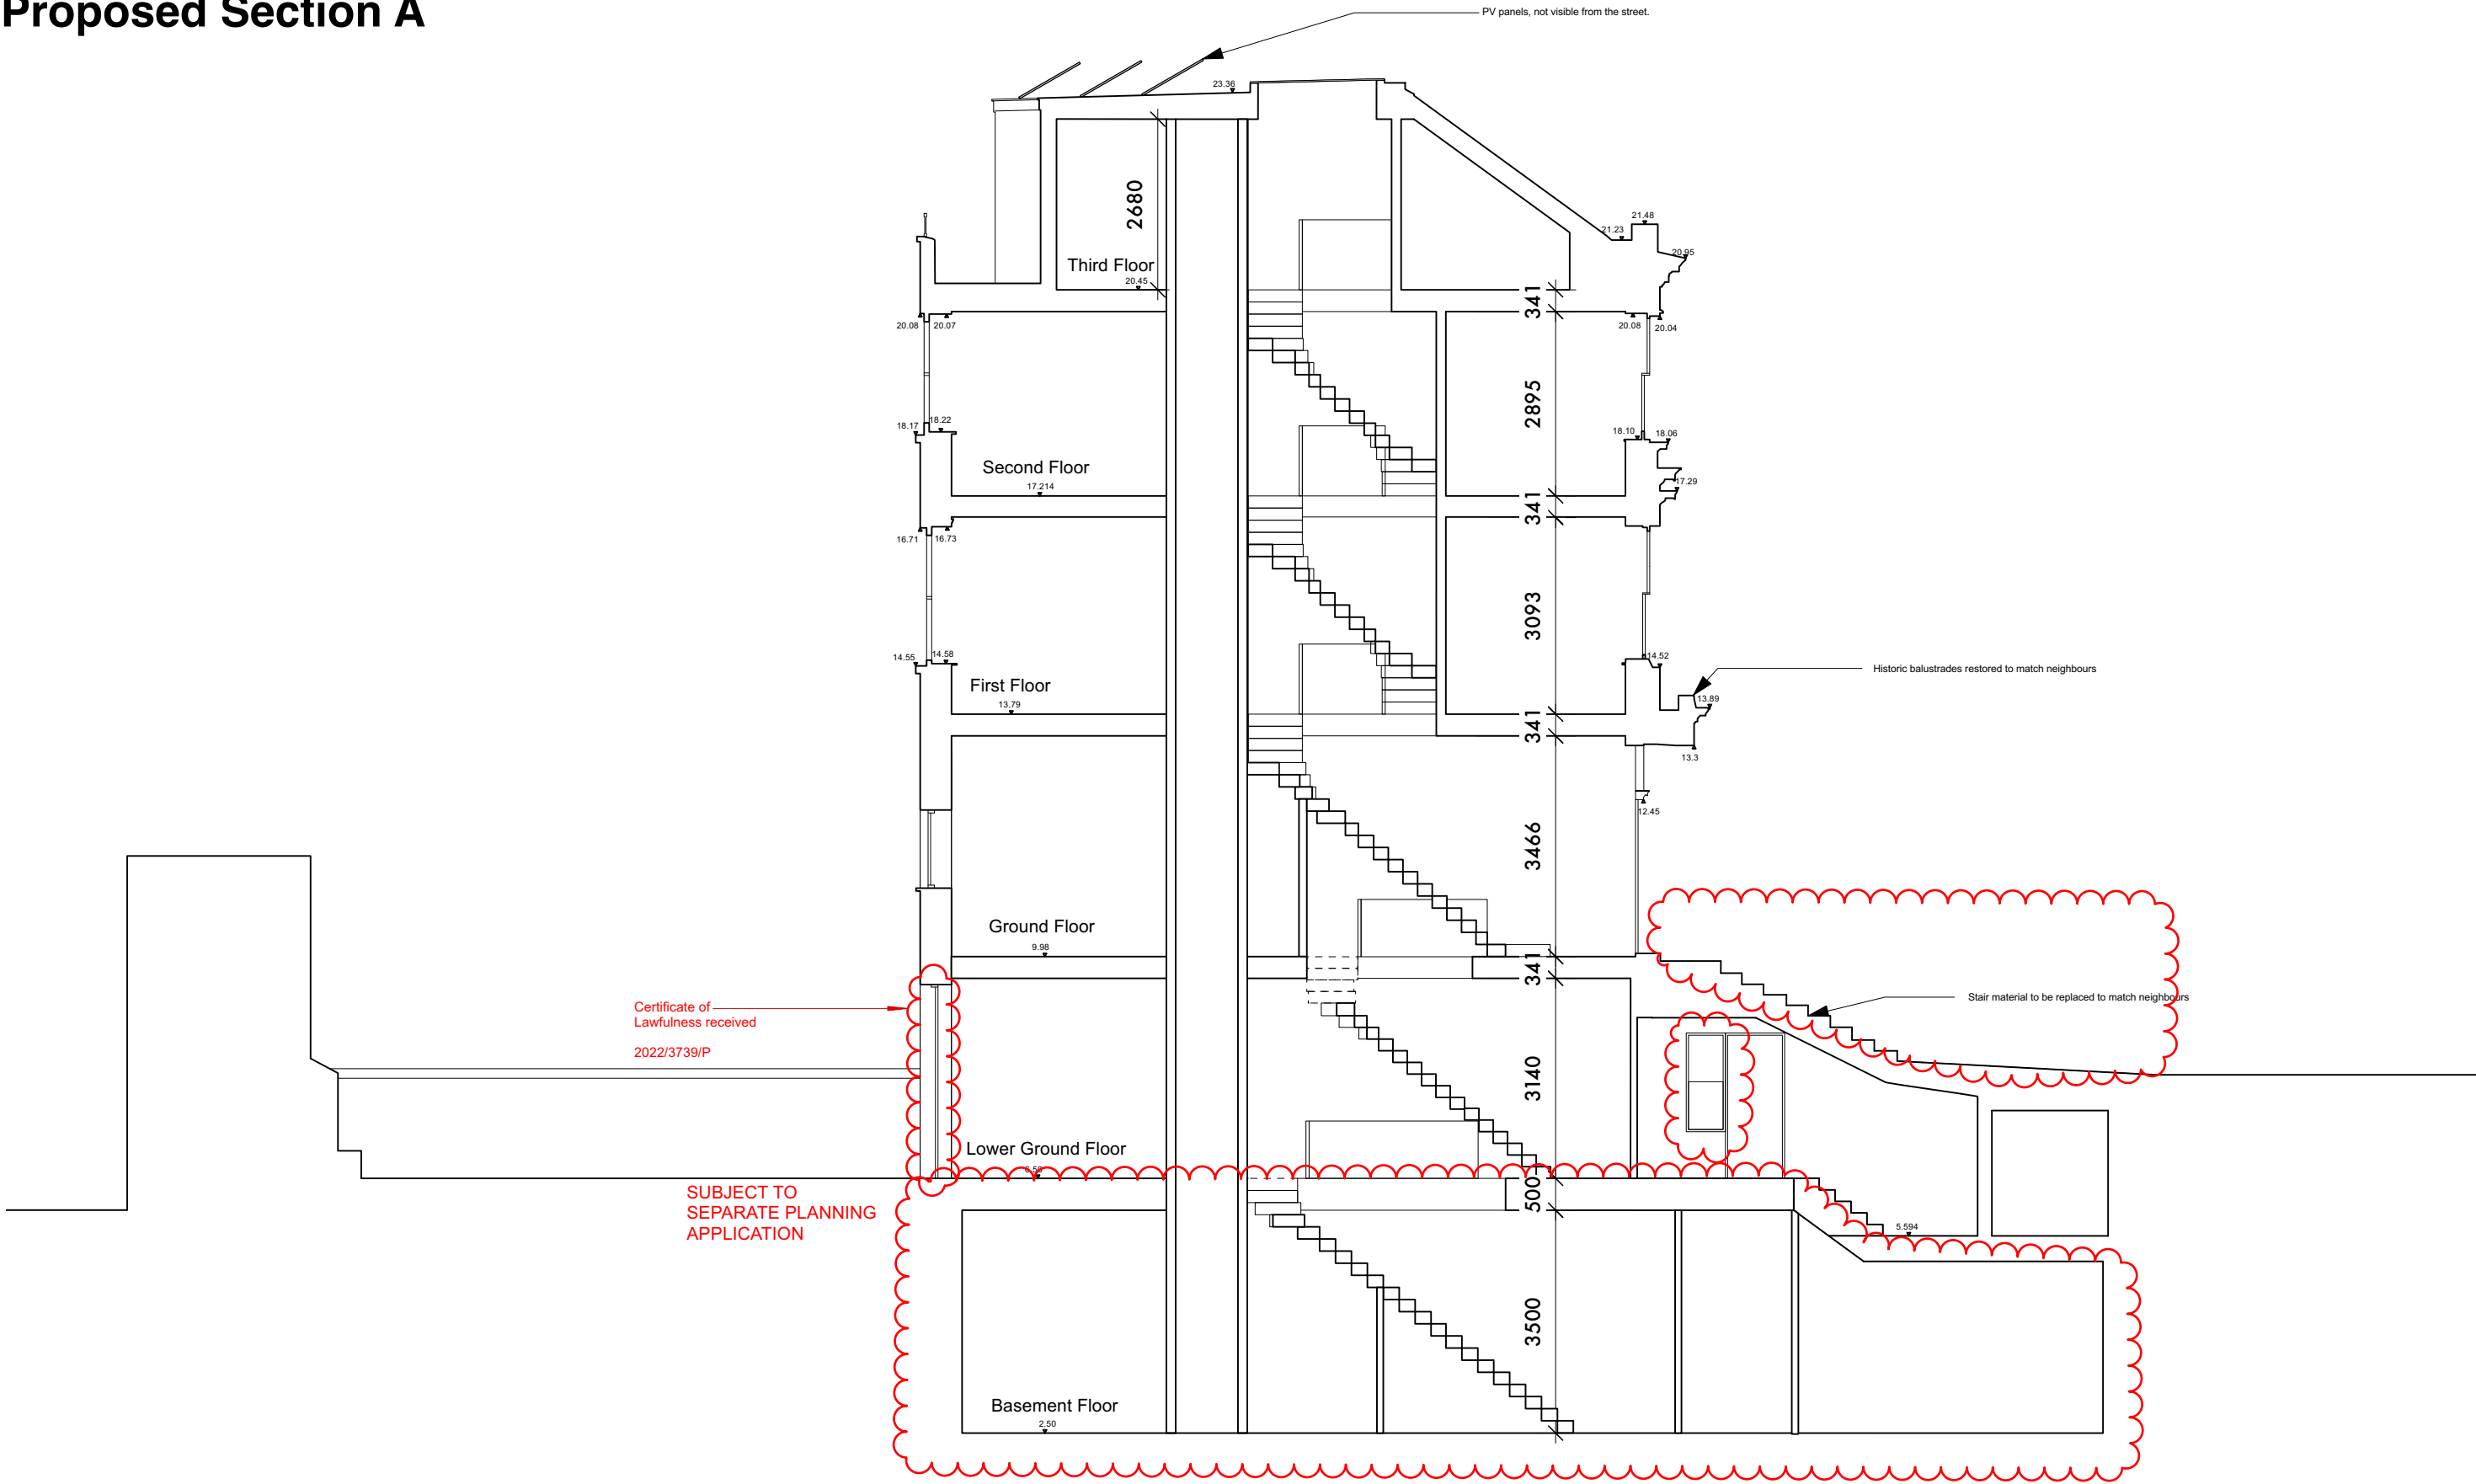 Proposed Section A
PV panels, not visible from the street.
23.36
2680
21.48
21.23
20.95
Third Floor
20.45
341
20.08
20.07
20.08
20.04
2895
18.17
18.22
18.10
18.06
Second Floor
17.214
17.29
341
16.71
16.73
3093
14.55
14.58
14.52
Historic balustrades restored to match neighbours
First Floor
13.79
13.89
341
13.3
12.45
3466
Ground Floor
9.98
341
Stair material to be replaced to match neighbours
Certificate of
Lawfulness received
2022/3739/P
3140
Lower Ground Floor
SUBJECT TO
SEPARATE PLANNING
APPLICATION
500
5.594
3500
Basement Floor
2.50